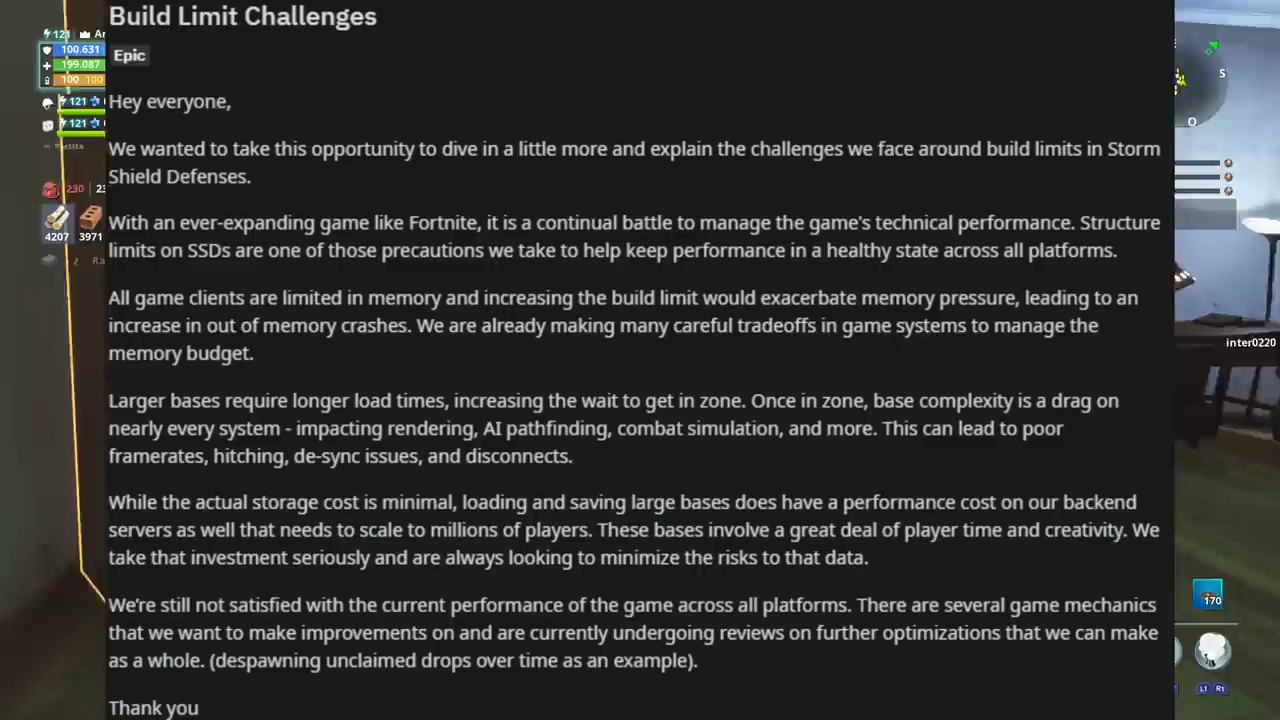 Build Limit Challenges
Epic
Hey everyone,
We wanted to take this opportunity to dive in a little more and explain the challenges we face around build limits in Storm
Shield Defenses.
With an ever-expanding game like Fortnite, it is a continual battle to manage the game's technical performance. Structure
limits on SSDs are one of those precautions we take to help keep performance in a healthy state across all platforms.
All game clients are limited in memory and increasing the build limit would exacerbate memory pressure, leading to an
increase in out of memory crashes. We are already making many careful tradeoffs in game systems to manage the
memory budget.
Larger bases require longer load times, increasing the wait to get in zone. Once in zone, base complexity is a drag on
nearly every system - impacting rendering, AI pathfinding, combat simulation, and more. This can lead to poor
framerates, hitching, de-sync issues, and disconnects.
While the actual storage cost is minimal, loading and saving large bases does have a performance cost on our backend
servers as well that needs to scale to millions of players. These bases involve a great deal of player time and creativity. We
take that investment seriously and are always looking to minimize the risks to that data.
We’re still not satisfied with the current performance of the game across all platforms. There are several game mechanics
that we want to make improvements on and are currently undergoing reviews on further optimizations that we can make
as a whole. (despawning unclaimed drops over time as an example).
Thank you
121 Ar
100.631
199.087
100 100
121
121
230 23
4207 3971
Ra
S
O
inter0220
170
L1 R1